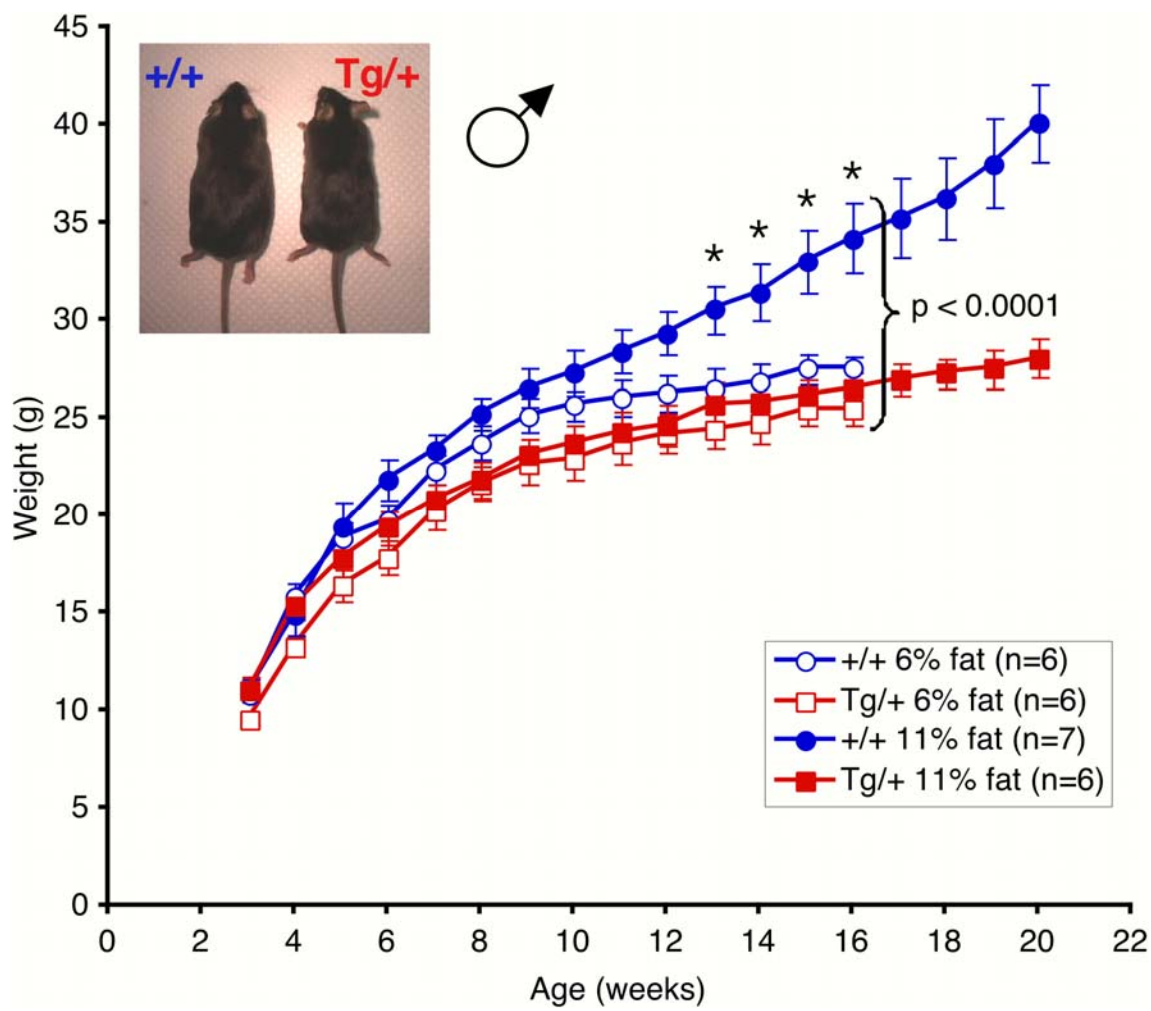 45
40
35
30
25
20
15
10
5
0
Weight (g)
+/+ Tg/+
* * * *
p < 0.0001
+/+ 6% fat (n=6)
Tg/+ 6% fat (n=6)
+/+ 11% fat (n=7)
Tg/+ 11% fat (n=6)
0 2 4 6 8 10 12 14 16 18 20 22
Age (weeks)